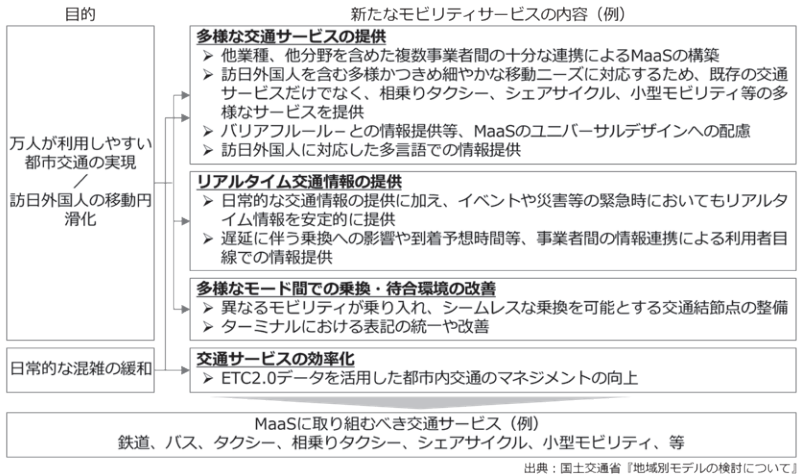 目的
新たなモビリティサービスの内容（例）
万人が利用しやすい
都市交通の実現
／
訪日外国人の移動円
滑化
多様な交通サービスの提供
➢ 他業種、他分野を含めた複数事業者間の十分な連携によるMaaSの構築
➢ 訪日外国人を含む多様かつきめ細やかな移動ニーズに対応するため、既存の交通
サービスだけでなく、相乗りタクシー、シェアサイクル、小型モビリティ等の多
様なサービスを提供
➢ バリアフルール－との情報提供等、MaaSのユニバーサルデザインへの配慮
➢ 訪日外国人に対応した多言語での情報提供
リアルタイム交通情報の提供
➢ 日常的な交通情報の提供に加え、イベントや災害等の緊急時においてもリアルタ
イム情報を安定的に提供
➢ 遅延に伴う乗換への影響や到着予想時間等、事業者間の情報連携による利用者目
線での情報提供
多様なモード間での乗換・待合環境の改善
➢ 異なるモビリティが乗り入れ、シームレスな乗換を可能とする交通結節点の整備
➢ ターミナルにおける表記の統一や改善
日常的な混雑の緩和
交通サービスの効率化
➢ ETC2.0データを活用した都市内交通のマネジメントの向上
MaaSに取り組むべき交通サービス（例）
鉄道、バス、タクシー、相乗りタクシー、シェアサイクル、小型モビリティ、等
出典：国土交通省『地域別モデルの検討について』